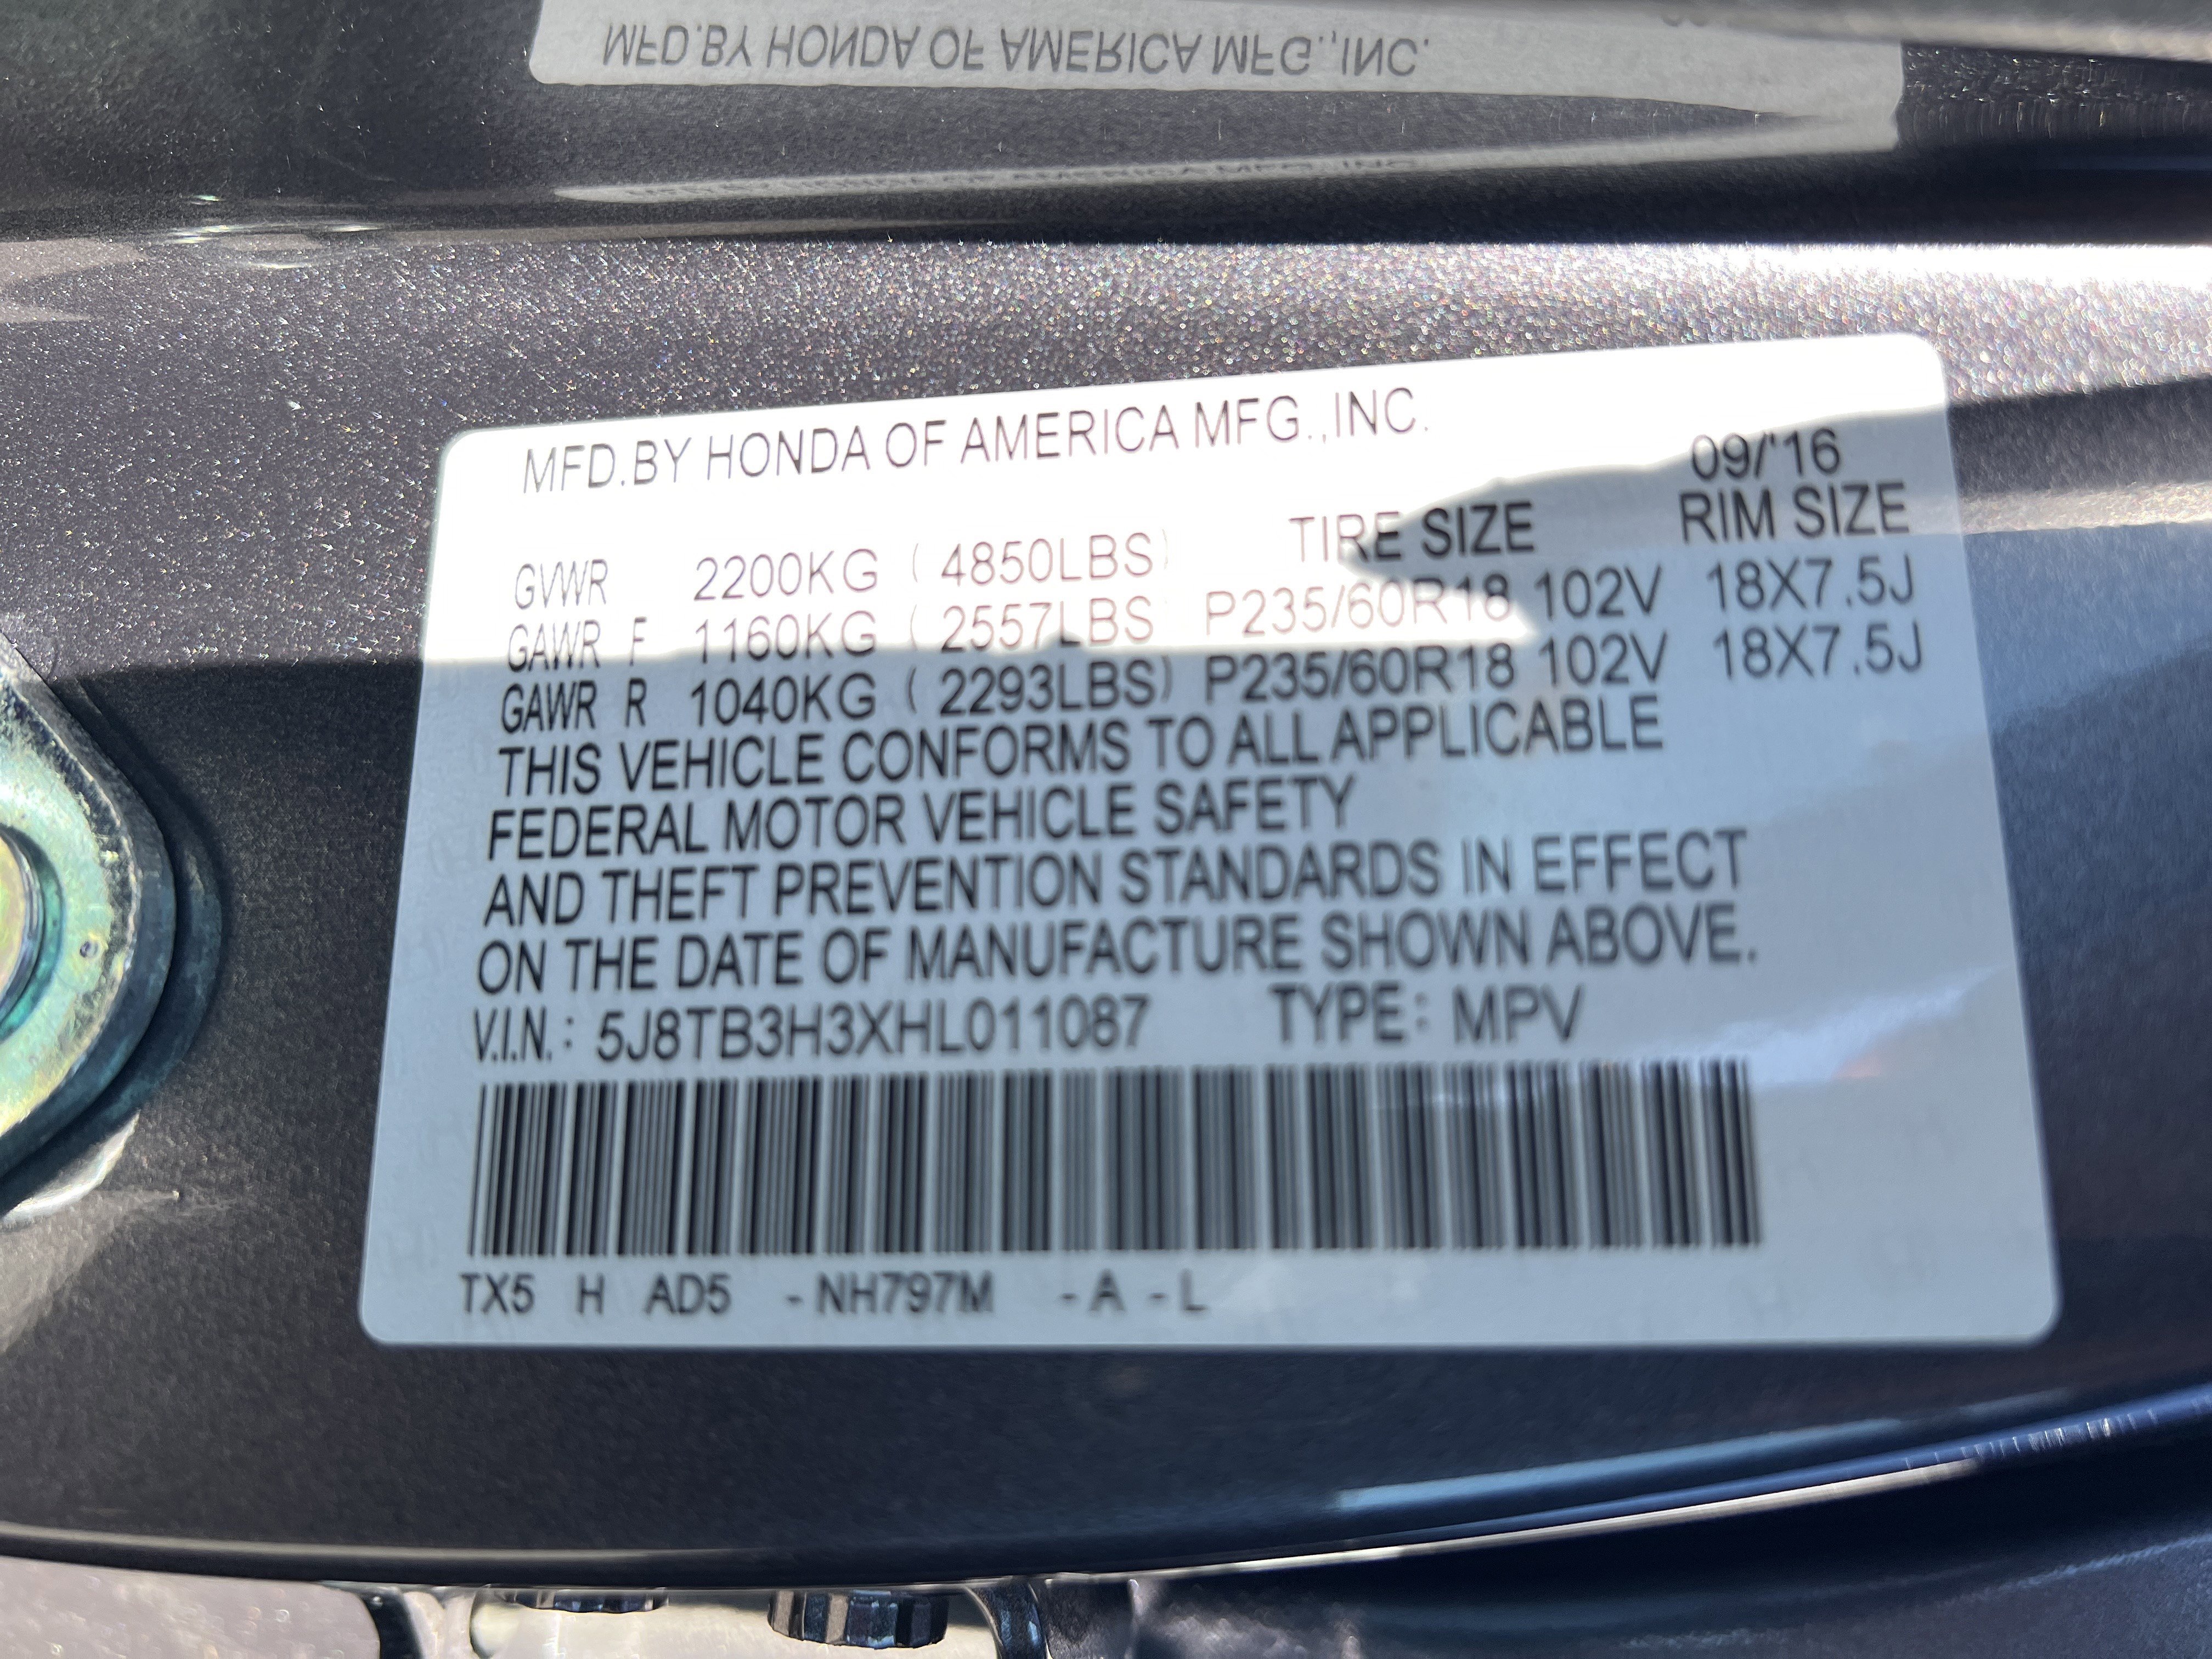 MFD.BY HONDA OF AMERICA MFG.,INC.
MFD.BY HONDA OF AMERICA MFG.,INC.
09/'16
GVWR 2200KG ( 4850LBS) TIRE SIZE RIM SIZE
GAWR F 1160KG ( 2557LBS P235/60R18 102V 18X7.5J
GAWR R 1040KG ( 2293LBS) P235/60R18 102V 18X7.5J
THIS VEHICLE CONFORMS TO ALL APPLICABLE
FEDERAL MOTOR VEHICLE SAFETY
AND THEFT PREVENTION STANDARDS IN EFFECT
ON THE DATE OF MANUFACTURE SHOWN ABOVE.
V.I.N.: 5J8TB3H3XHL011087 TYPE: MPV
TX5 H AD5 -NH797M -A -L